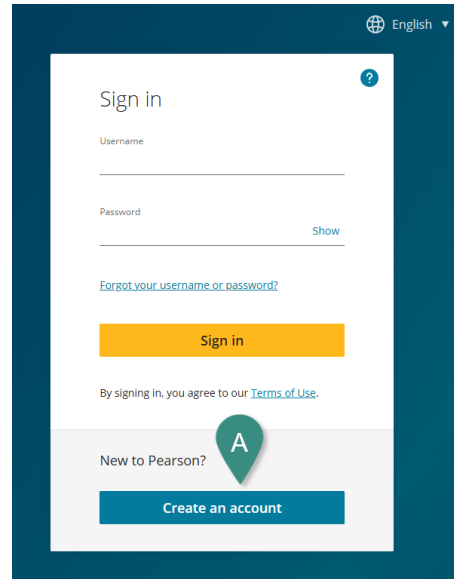 English
Sign in
Username
Password
Show
Forgot your username or password?
Sign in
By signing in, you agree to our Terms of Use.
New to Pearson?
A
Create an account